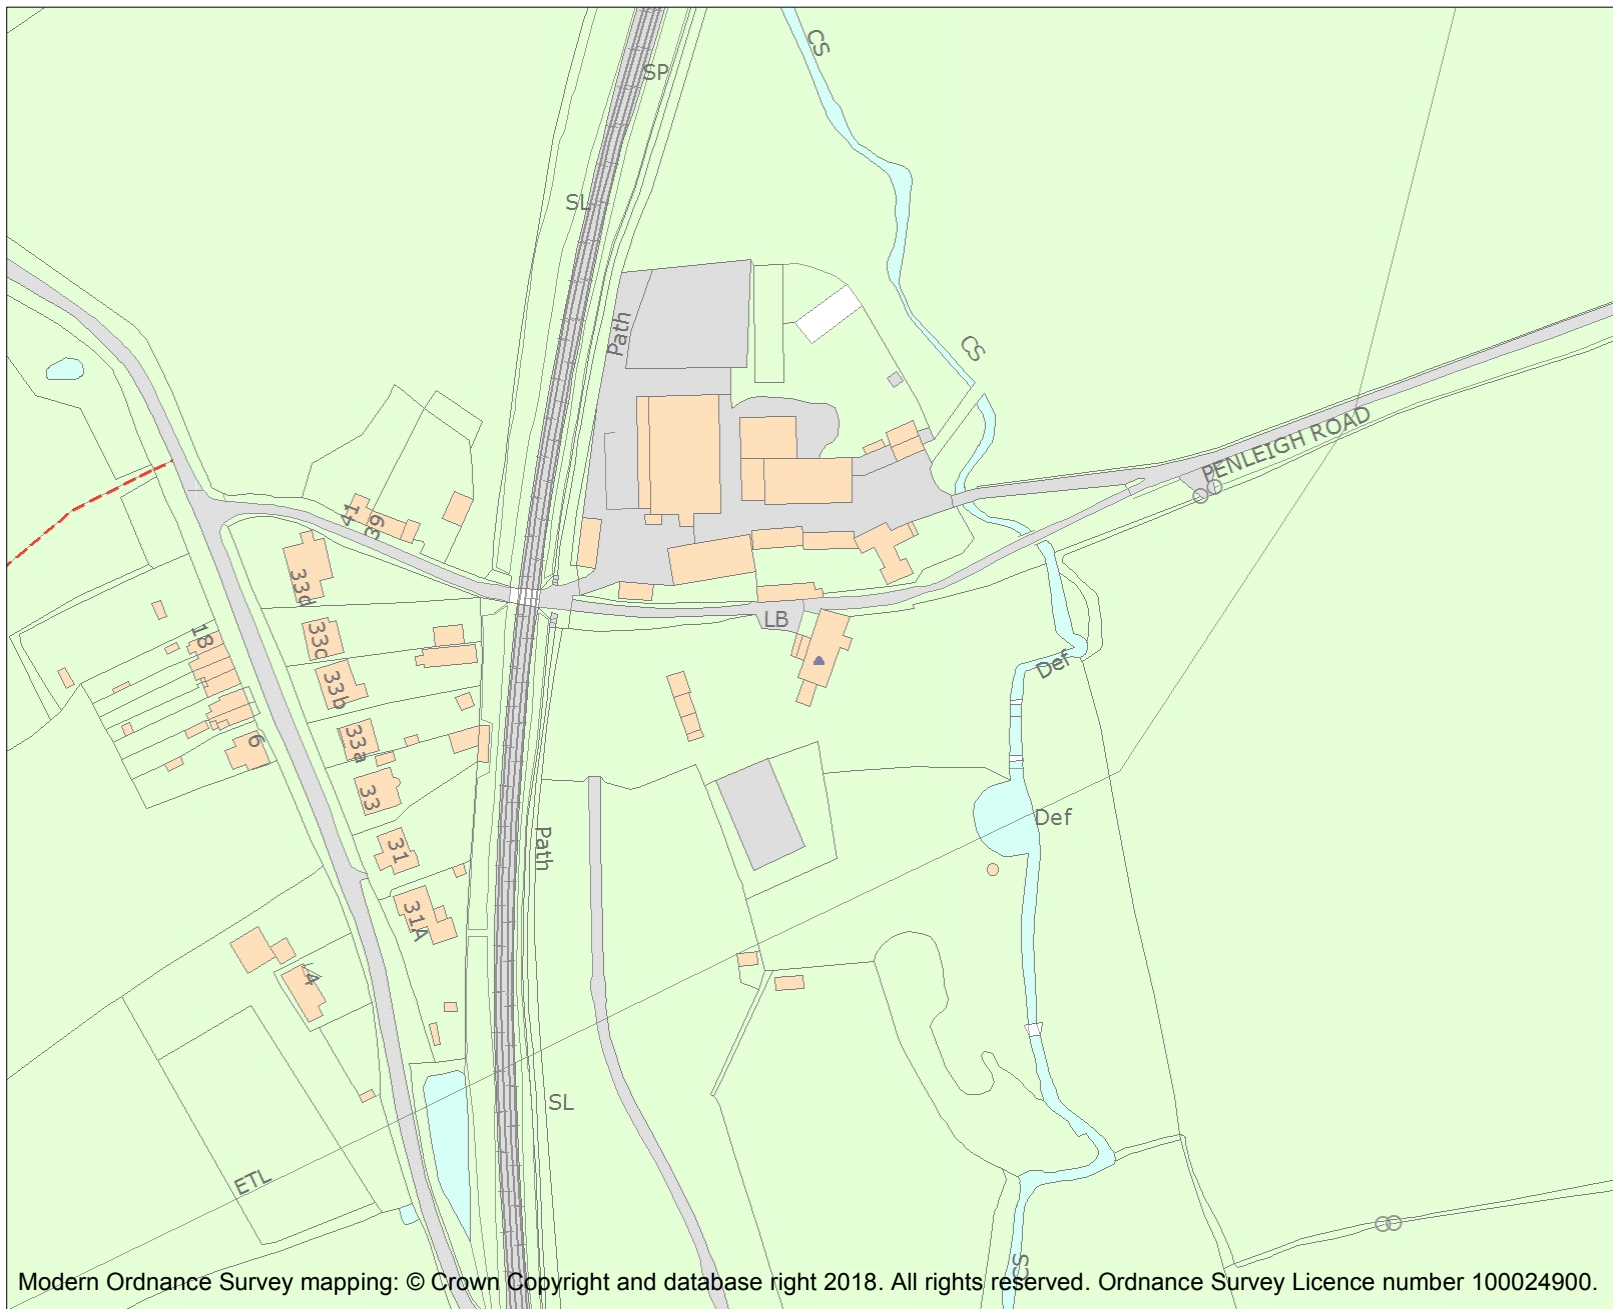 CS
SP
SL
Path
CS
PENLEIGH ROAD
41
39
33d
18
33c
LB
Def
33b
33a
6
33
Def
31
Path
31A
4
SL
ETL
CS
Modern Ordnance Survey mapping: © Crown Copyright and database right 2018. All rights reserved. Ordnance Survey Licence number 100024900.